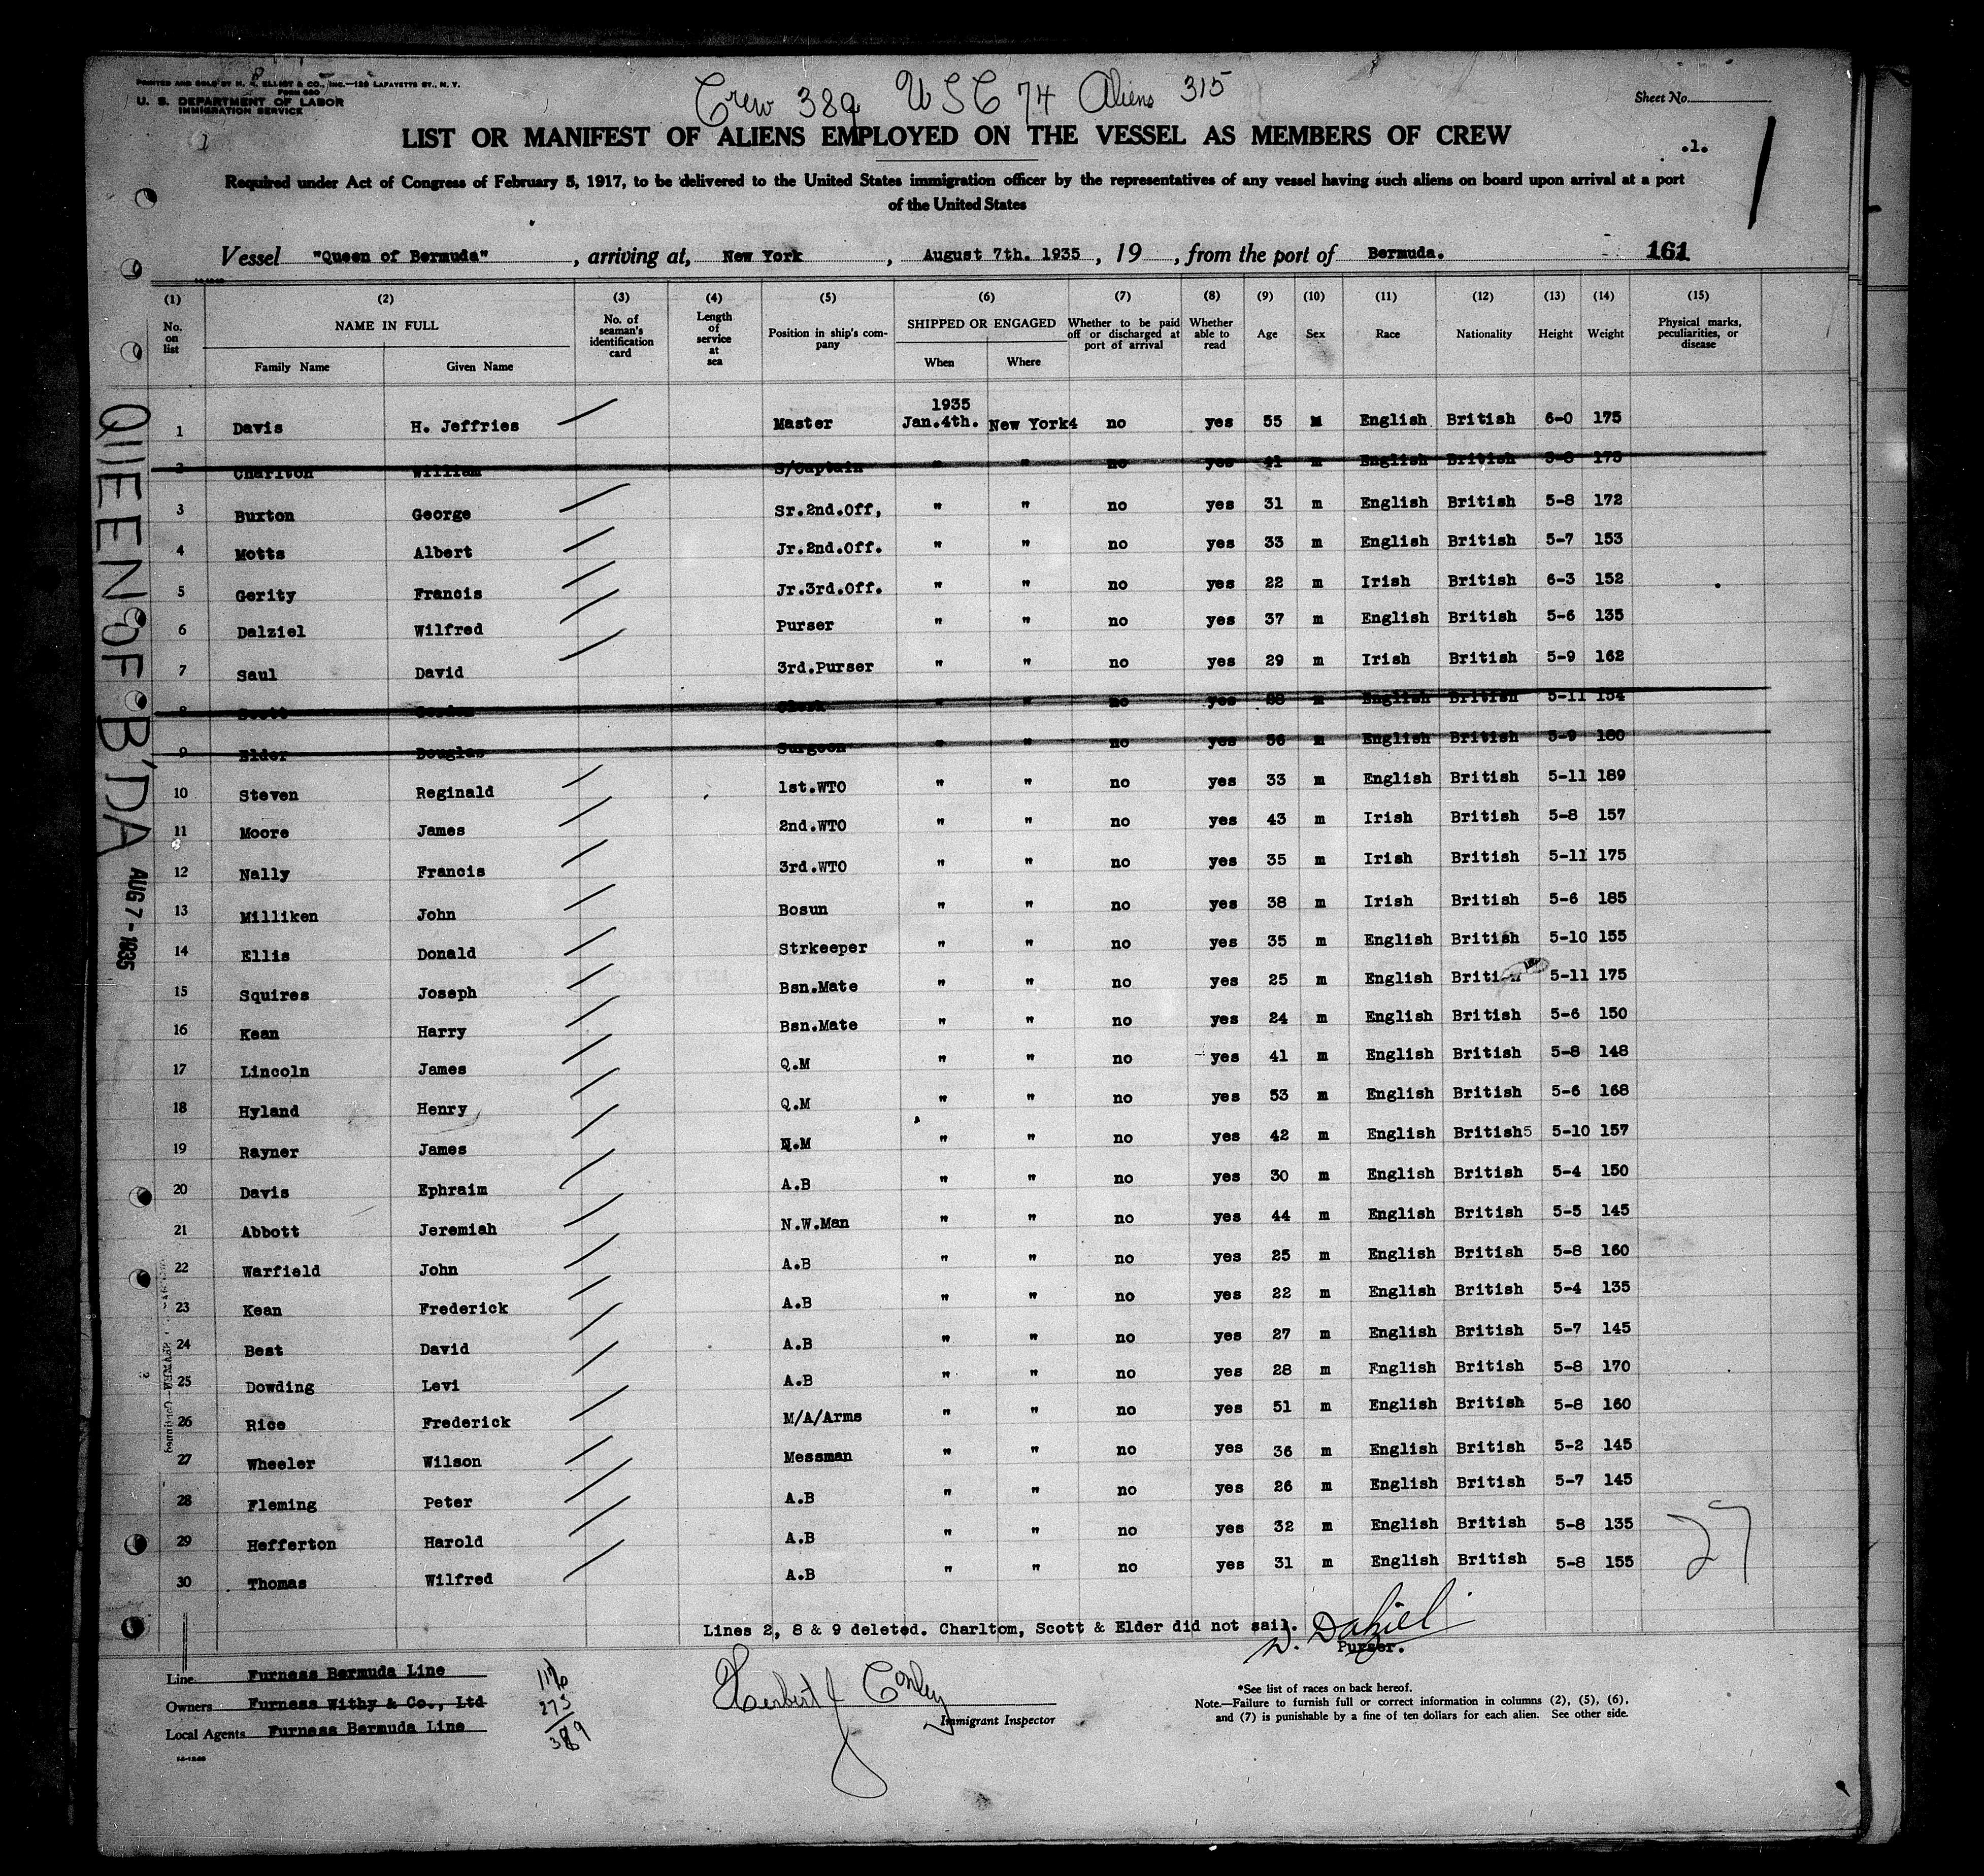 PRINTED AND SOLD BY H. S. ELLIOT & CO., INC.—129 LAFAYETTE ST., N. Y.
FORM 680
U. S. DEPARTMENT OF LABOR
IMMIGRATION SERVICE
Crew 389 USC 74 Aliens 315
Sheet No.
LIST OR MANIFEST OF ALIENS EMPLOYED ON THE VESSEL AS MEMBERS OF CREW
.1.
1
Required under Act of Congress of February 5, 1917, to be delivered to the United States immigration officer by the representatives of any vessel having such aliens on board upon arrival at a port
of the United States
Vessel "Queen of Bermuda" , arriving at, New York , August 7th. 1935 , 19 , from the port of Bermuda. 161
(1) (2) (3) (4) (5) (6) (7) (8) (9) (10) (11) (12) (13) (14) (15)
No. on list NAME IN FULL Family Name Given Name No. of seaman's identification card Length of service at sea Position in ship's company SHIPPED OR ENGAGED When Where Whether to be paid off or discharged at port of arrival Whether able to read Age Sex Race Nationality Height Weight Physical marks, peculiarities, or disease
1935
1 Davis H. Jeffries Master Jan.4th. New York4 no yes 55 M English British 6-0 175
2 Charlton William S/Captain " " no yes 41 m English British 5-8 175
3 Buxton George Sr.2nd.Off, " " no yes 31 m English British 5-8 172
4 Motts Albert Jr.2nd.Off. " " no yes 33 m English British 5-7 153
5 Gerity Francis Jr.3rd.Off. " " no yes 22 m Irish British 6-3 152
6 Dalziel Wilfred Purser " " no yes 37 m English British 5-6 135
7 Saul David 3rd.Purser " " no yes 29 m Irish British 5-9 162
8 Scott Gordon Clerk " " no yes m English British 5-11 154
9 Elder Douglas Surgeon " " no yes 56 m English British 5-9 180
10 Steven Reginald 1st.WTO " " no yes 33 m English British 5-11 189
11 Moore James 2nd.WTO " " no yes 43 m Irish British 5-8 157
12 Nally Francis 3rd.WTO " " no yes 35 m Irish British 5-11 175
13 Milliken John Bosun " " no yes 38 m Irish British 5-6 185
14 Ellis Donald Strkeeper " " no yes 35 m English British 5-10 155
15 Squires Joseph Bsn.Mate " " no yes 25 m English British 5-11 175
16 Kean Harry Bsn.Mate " " no yes 24 m English British 5-6 150
17 Lincoln James Q.M " " no yes 41 m English British 5-8 148
18 Hyland Henry Q.M " " no yes 53 m English British 5-6 168
19 Rayner James Q.M " " no yes 42 m English British5 5-10 157
20 Davis Ephraim A.B " " no yes 30 m English British 5-4 150
21 Abbott Jeremiah N.W.Man " " no yes 44 m English British 5-5 145
22 Warfield John A.B " " no yes 25 m English British 5-8 160
23 Kean Frederick A.B " " no yes 22 m English British 5-4 135
24 Best David A.B " " no yes 27 m English British 5-7 145
25 Dowding Levi A.B " " no yes 28 m Fnglish British 5-8 170
26 Rice Frederick M/A/Arms " " no yes 51 m English British 5-8 160
27 Wheeler Wilson Messman " " no yes 36 m English British 5-2 145
28 Fleming Peter A.B " " no yes 26 m English British 5-7 145
29 Hefferton Harold A.B " " no yes 32 m English British 5-8 135
30 Thomas Wilfred A.B " " no yes 31 m English British 5-8 155
27
QUEEN OF B'DA
AUG 7-1935
Lines 2, 8 & 9 deleted. Charltom, Scott & Elder did not sail. W. Dalziel
Purser.
Line Furness Bermuda Line
Owners Furness Withy & Co., Ltd
Local Agents Furness Bermuda Line
14-1240
273
389
Herbert J Conley
Immigrant Inspector
*See list of races on back hereof.
Note.—Failure to furnish full or correct information in columns (2), (5), (6),
and (7) is punishable by a fine of ten dollars for each alien. See other side.